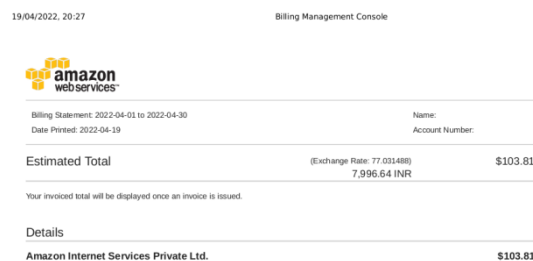 19/04/2022, 20:27 Billing Management Console
amazon
webservices™
Billing Statement: 2022-04-01 to 2022-04-30 Name:
Date Printed: 2022-04-19 Account Number:
Estimated Total (Exchange Rate: 77.031488) $103.81
7,996.64 INR
Your invoiced total will be displayed once an invoice is issued.
Details
Amazon Internet Services Private Ltd. $103.81